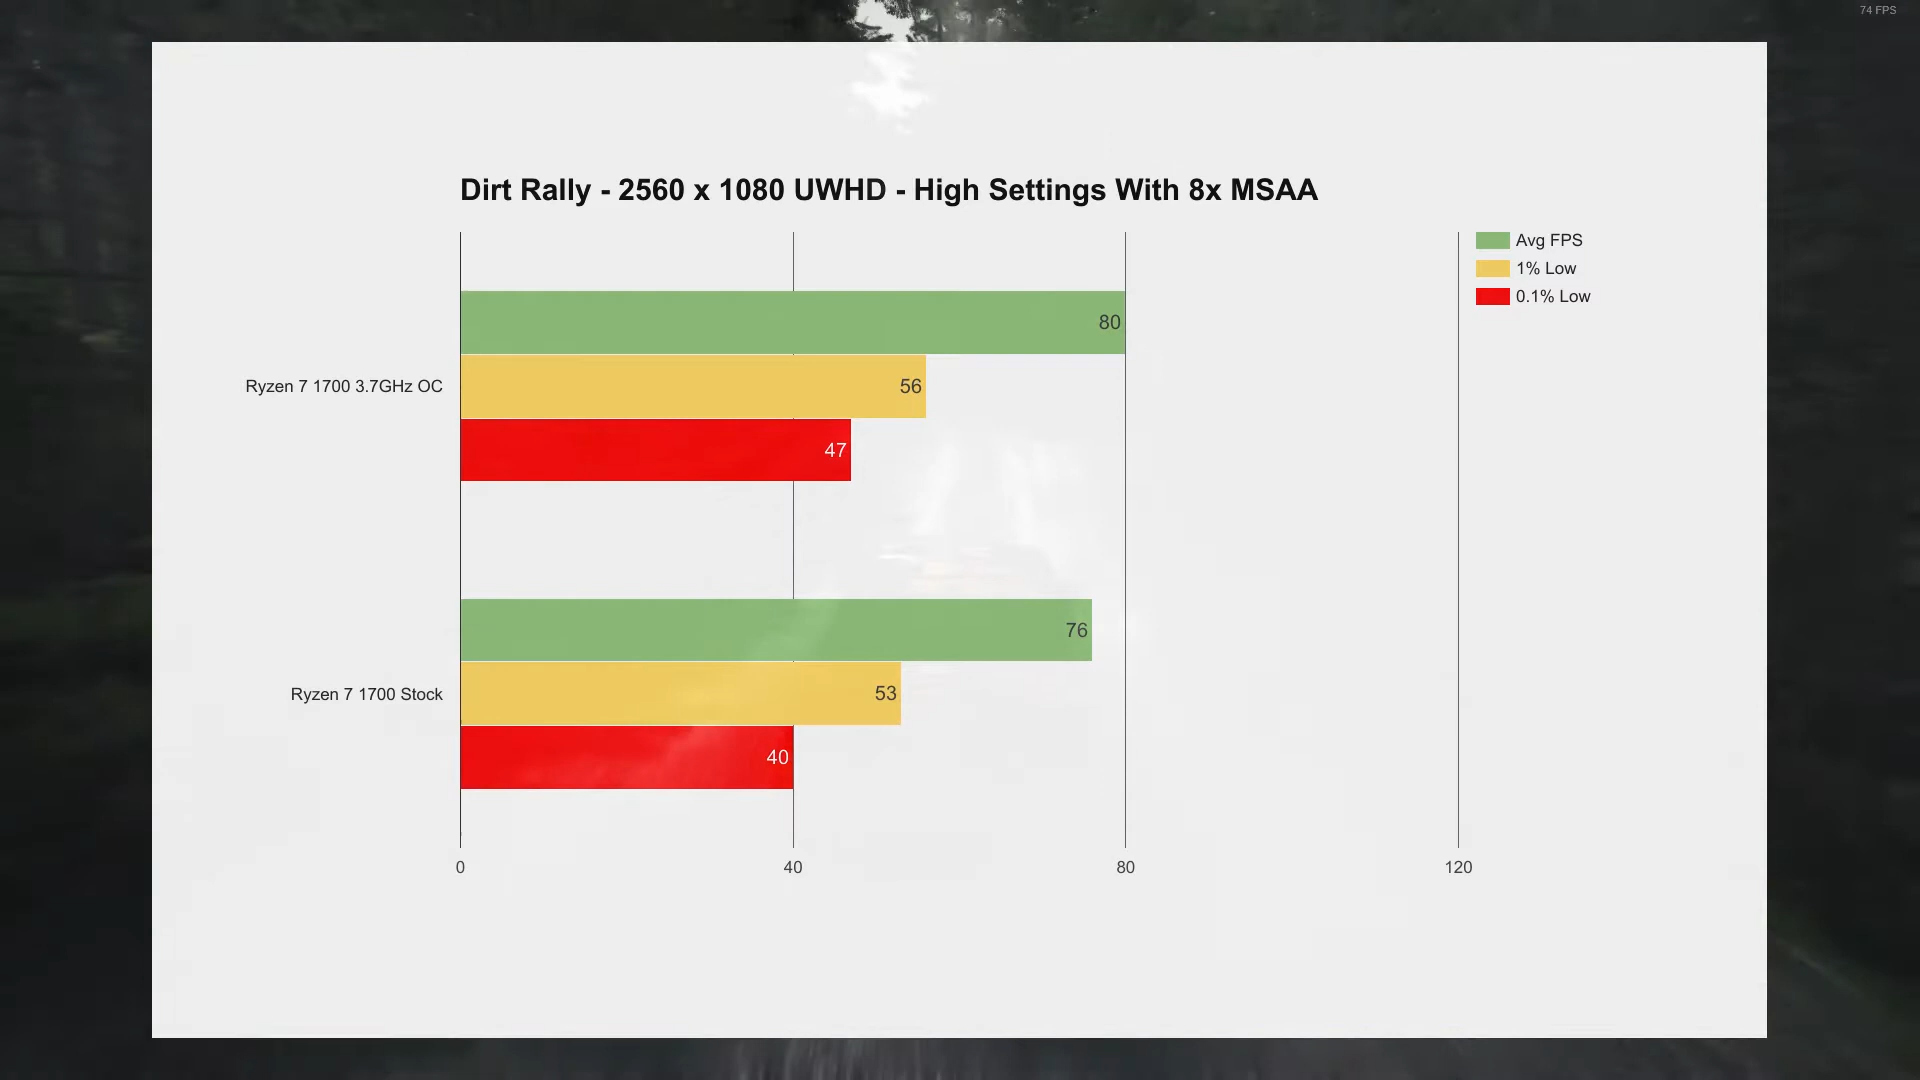 74 FPS
Dirt Rally - 2560 x 1080 UWHD - High Settings With 8x MSAA
Avg FPS
1% Low
0.1% Low
80
Ryzen 7 1700 3.7GHz OC
56
47
76
Ryzen 7 1700 Stock
53
40
0 40 80 120